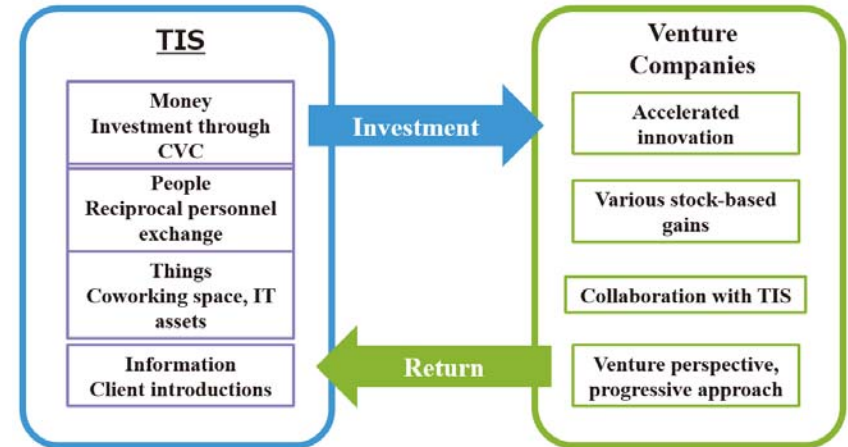 TIS
Money
Investment through
CVC
People
Reciprocal personnel
exchange
Things
Coworking space, IT
assets
Information
Client introductions
Investment
Return
Venture
Companies
Accelerated
innovation
Various stock-based
gains
Collaboration with TIS
Venture perspective,
progressive approach